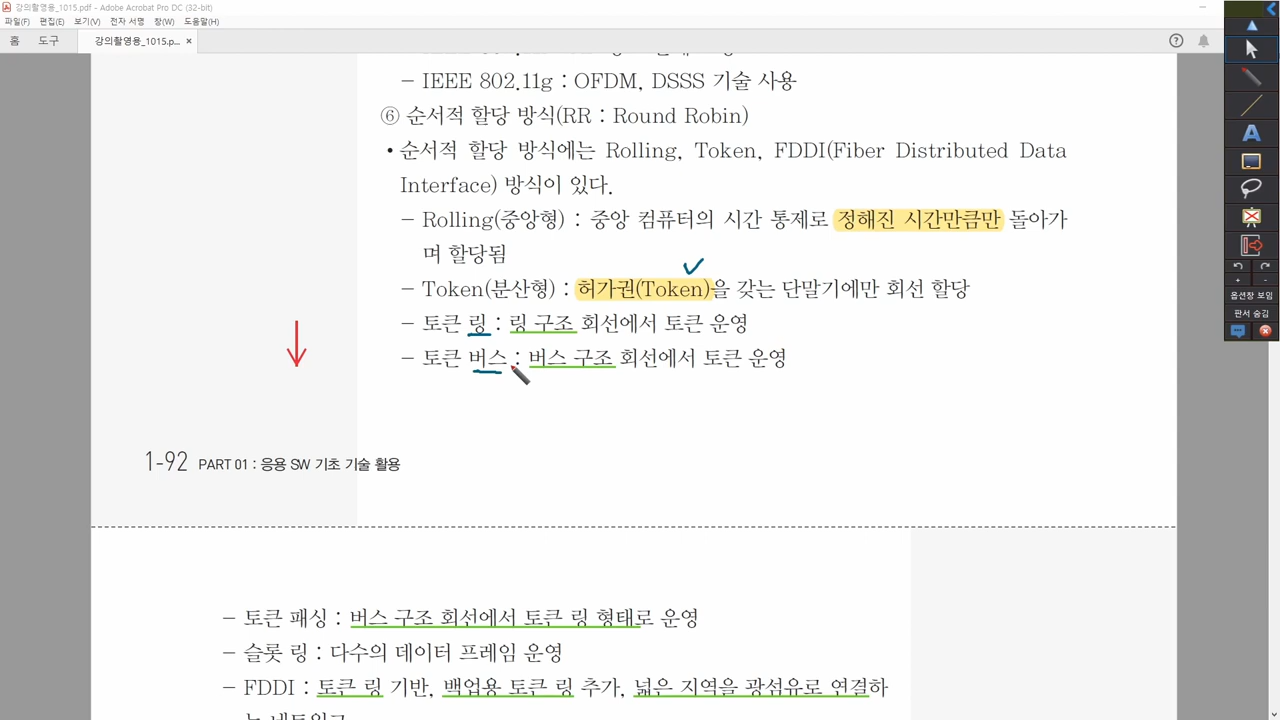 강의촬영용_1015.pdf - Adobe Acrobat Pro DC (32-bit)
파일(F) 편집(E) 보기(V) 전자 서명 창(W) 도움말(H)
홈 도구 강의촬영용_1015.p... ×
– IEEE 802.11g : OFDM, DSSS 기술 사용
⑥ 순서적 할당 방식(RR : Round Robin)
• 순서적 할당 방식에는 Rolling, Token, FDDI(Fiber Distributed Data
Interface) 방식이 있다.
– Rolling(중앙형) : 중앙 컴퓨터의 시간 통제로 정해진 시간만큼만 돌아가
며 할당됨
– Token(분산형) : 허가권(Token)을 갖는 단말기에만 회선 할당
– 토큰 링 : 링 구조 회선에서 토큰 운영
– 토큰 버스 : 버스 구조 회선에서 토큰 운영
옵션장 보임
판서 숨김
1-92 PART 01 : 응용 SW 기초 기술 활용
– 토큰 패싱 : 버스 구조 회선에서 토큰 링 형태로 운영
– 슬롯 링 : 다수의 데이터 프레임 운영
– FDDI : 토큰 링 기반, 백업용 토큰 링 추가, 넓은 지역을 광섬유로 연결하